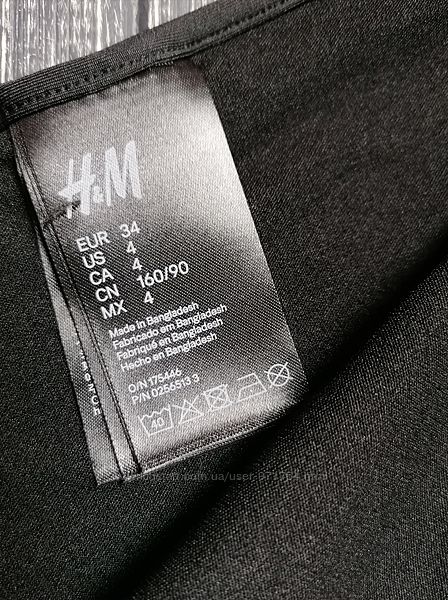 H&M
EUR 34
US 4
CA 4
CN 160/90
MX 4
Made in Bangladesh
Fabricado em Bangladesh
Fabriqué en Bangladesh
Hecho en Bangladesh
O/N 175446
P/N 0256513 3
40